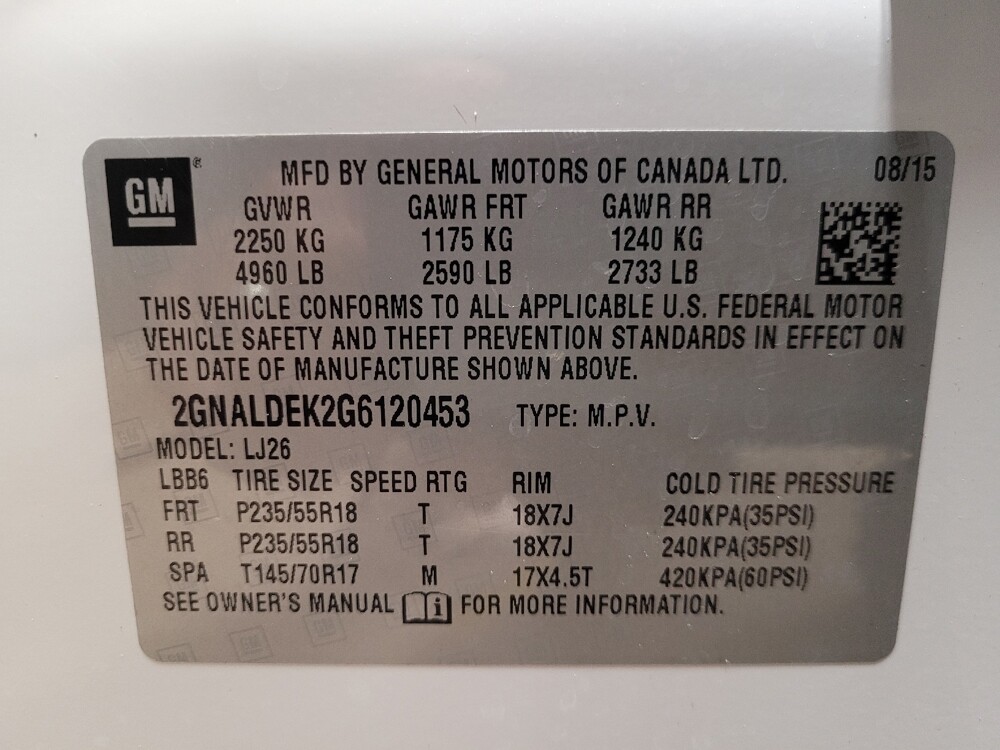 GM® MFD BY GENERAL MOTORS OF CANADA LTD. 08/15
GVWR GAWR FRT GAWR RR
2250 KG 1175 KG 1240 KG
4960 LB 2590 LB 2733 LB
THIS VEHICLE CONFORMS TO ALL APPLICABLE U.S. FEDERAL MOTOR
VEHICLE SAFETY AND THEFT PREVENTION STANDARDS IN EFFECT ON
THE DATE OF MANUFACTURE SHOWN ABOVE.
2GNALDEK2G6120453 TYPE: M.P.V.
MODEL: LJ26
LBB6 TIRE SIZE SPEED RTG RIM COLD TIRE PRESSURE
FRT P235/55R18 T 18X7J 240KPA(35PSI)
RR P235/55R18 T 18X7J 240KPA(35PSI)
SPA T145/70R17 M 17X4.5T 420KPA(60PSI)
SEE OWNER'S MANUAL i FOR MORE INFORMATION.